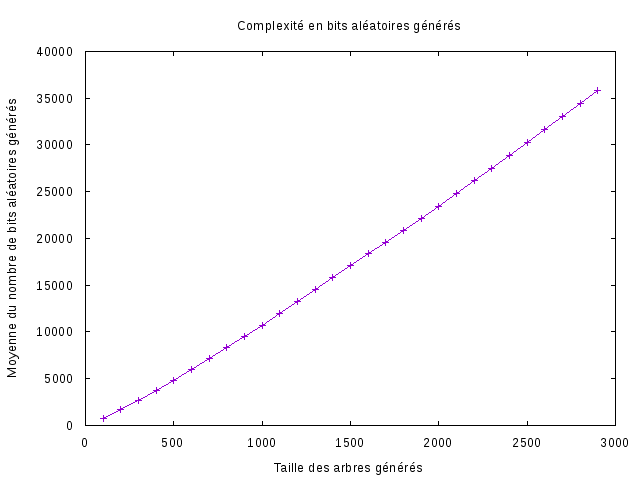 Complexité en bits aléatoires générés
40000
35000
30000
25000
20000
15000
10000
5000
0
Moyenne du nombre de bits aléatoires générés
0 500 1000 1500 2000 2500 3000
Taille des arbres générés